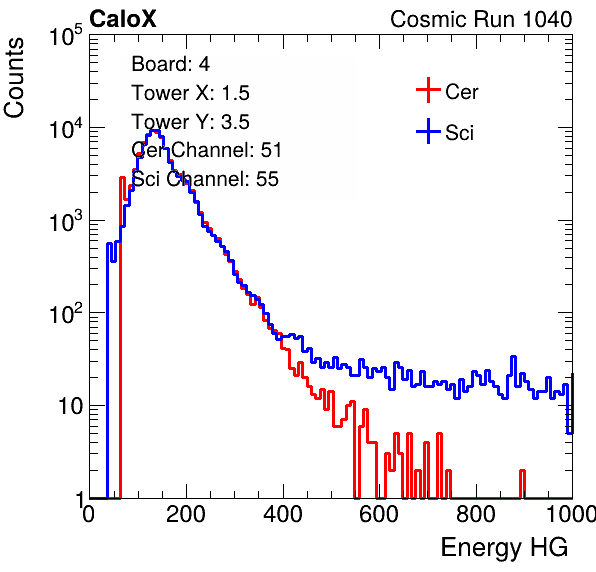 CaloX Cosmic Run 1040
Counts
Board: 4
Tower X: 1.5
Tower Y: 3.5
Cer Channel: 51
Sci Channel: 55
Cer
Sci
10^5
10^4
10^3
10^2
10
1
0 200 400 600 800 1000
Energy HG